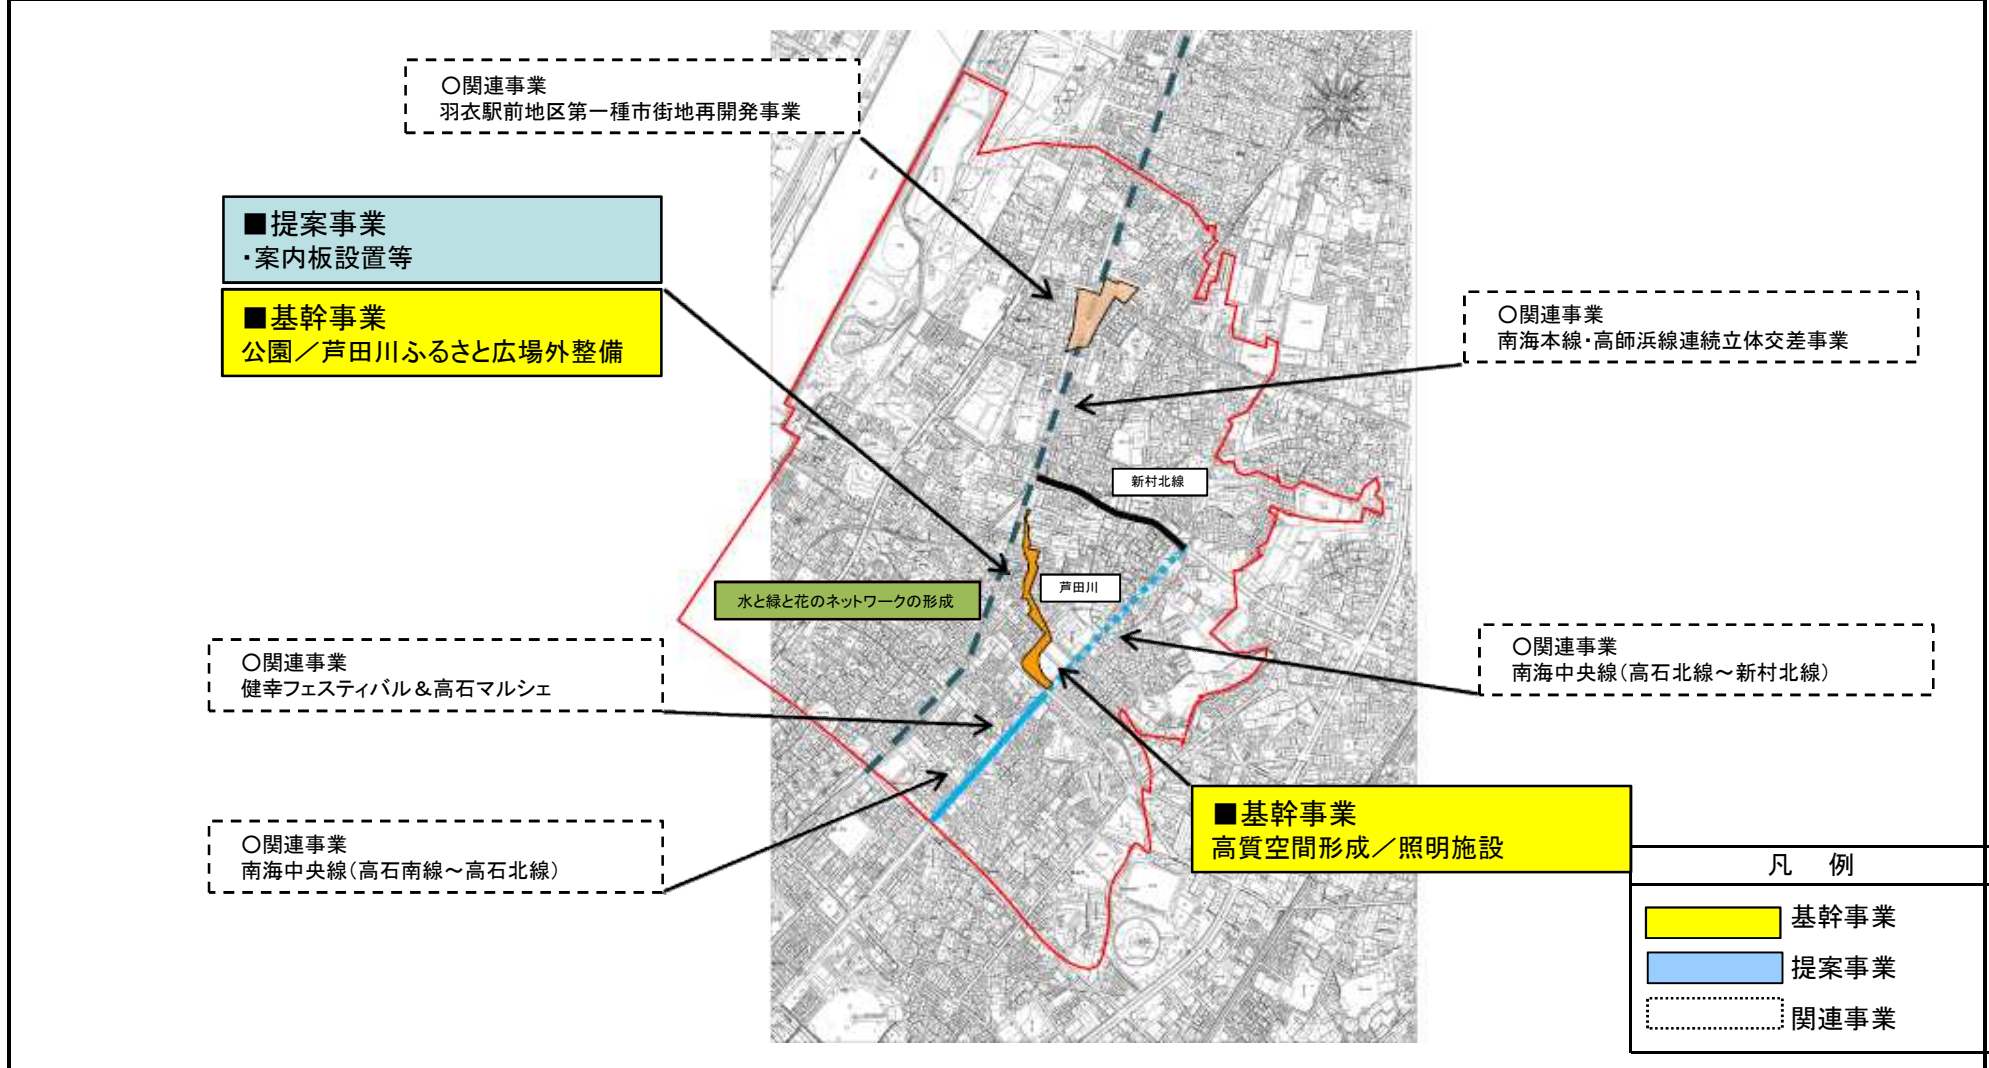 ○関連事業
羽衣駅前地区第一種市街地再開発事業
■提案事業
・案内板設置等
■基幹事業
公園／芦田川ふるさと広場外整備
○関連事業
南海本線・高師浜線連続立体交差事業
新村北線
芦田川
水と緑と花のネットワークの形成
○関連事業
健幸フェスティバル＆高石マルシェ
○関連事業
南海中央線（高石北線～新村北線）
○関連事業
南海中央線（高石南線～高石北線）
■基幹事業
高質空間形成／照明施設
凡　例
基幹事業
提案事業
関連事業